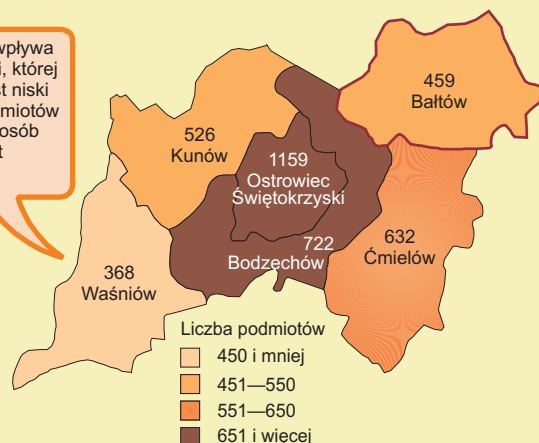 wpływa
i, której
st niski
miotów
osób
t
459
Bałtów
526
Kunów
1159
Ostrowiec
Świętokrzyski
722
Bodzechów
632
Ćmielów
368
Waśniów
Liczba podmiotów
450 i mniej
451—550
551—650
651 i więcej